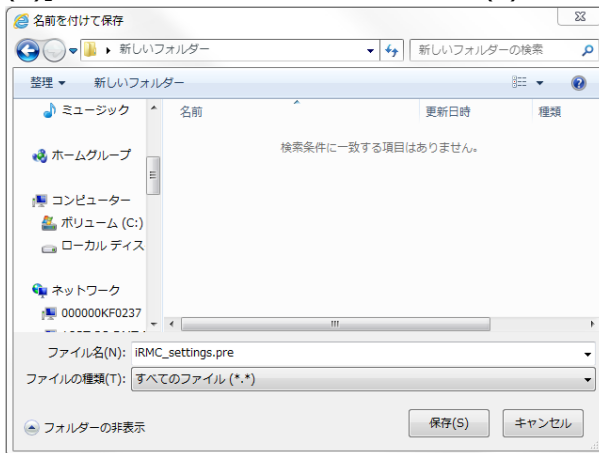 名前を付けて保存
新しいフォルダー
新しいフォルダーの検索
整理 新しいフォルダー
名前 更新日時 種類
検索条件に一致する項目はありません。
ミュージック
ホームグループ
コンピューター
ボリューム (C:)
ローカル ディス
ネットワーク
000000KF0237
ファイル名(N): iRMC_settings.pre
ファイルの種類(T): すべてのファイル (*.*)
フォルダーの非表示
保存(S) キャンセル